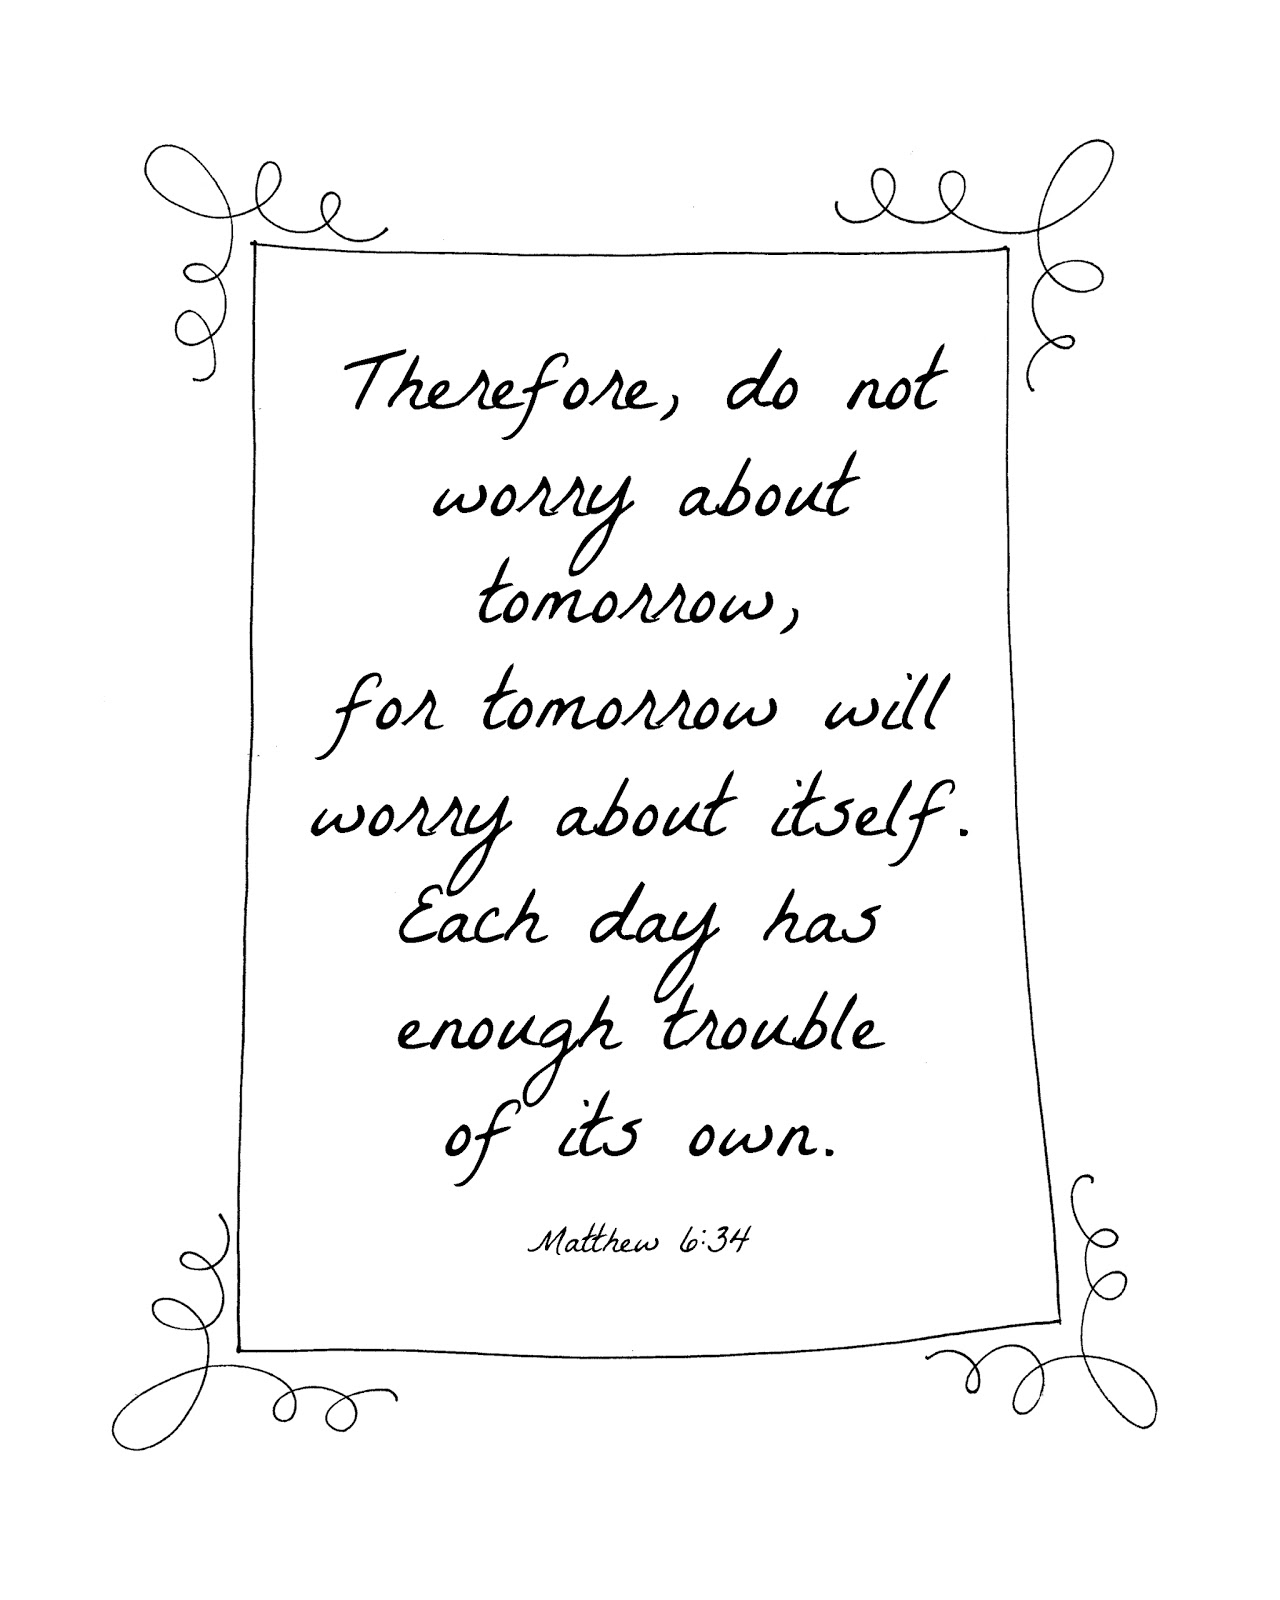 Therefore, do not
worry about
tomorrow,
for tomorrow will
worry about itself.
Each day has
enough trouble
of its own.
Matthew 6:34